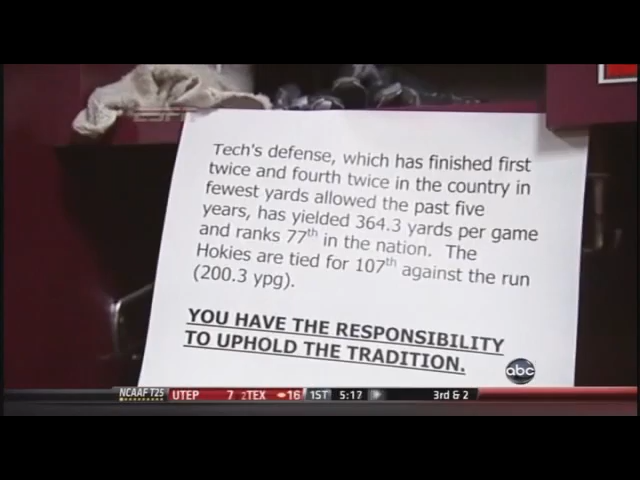 ESPN
Tech's defense, which has finished first
twice and fourth twice in the country in
fewest yards allowed the past five
years, has yielded 364.3 yards per game
and ranks 77th in the nation. The
Hokies are tied for 107th against the run
(200.3 ypg).
YOU HAVE THE RESPONSIBILITY
TO UPHOLD THE TRADITION.
abc
NCAAF T25 UTEP 7 2TEX 16 1ST 5:17 3rd & 2